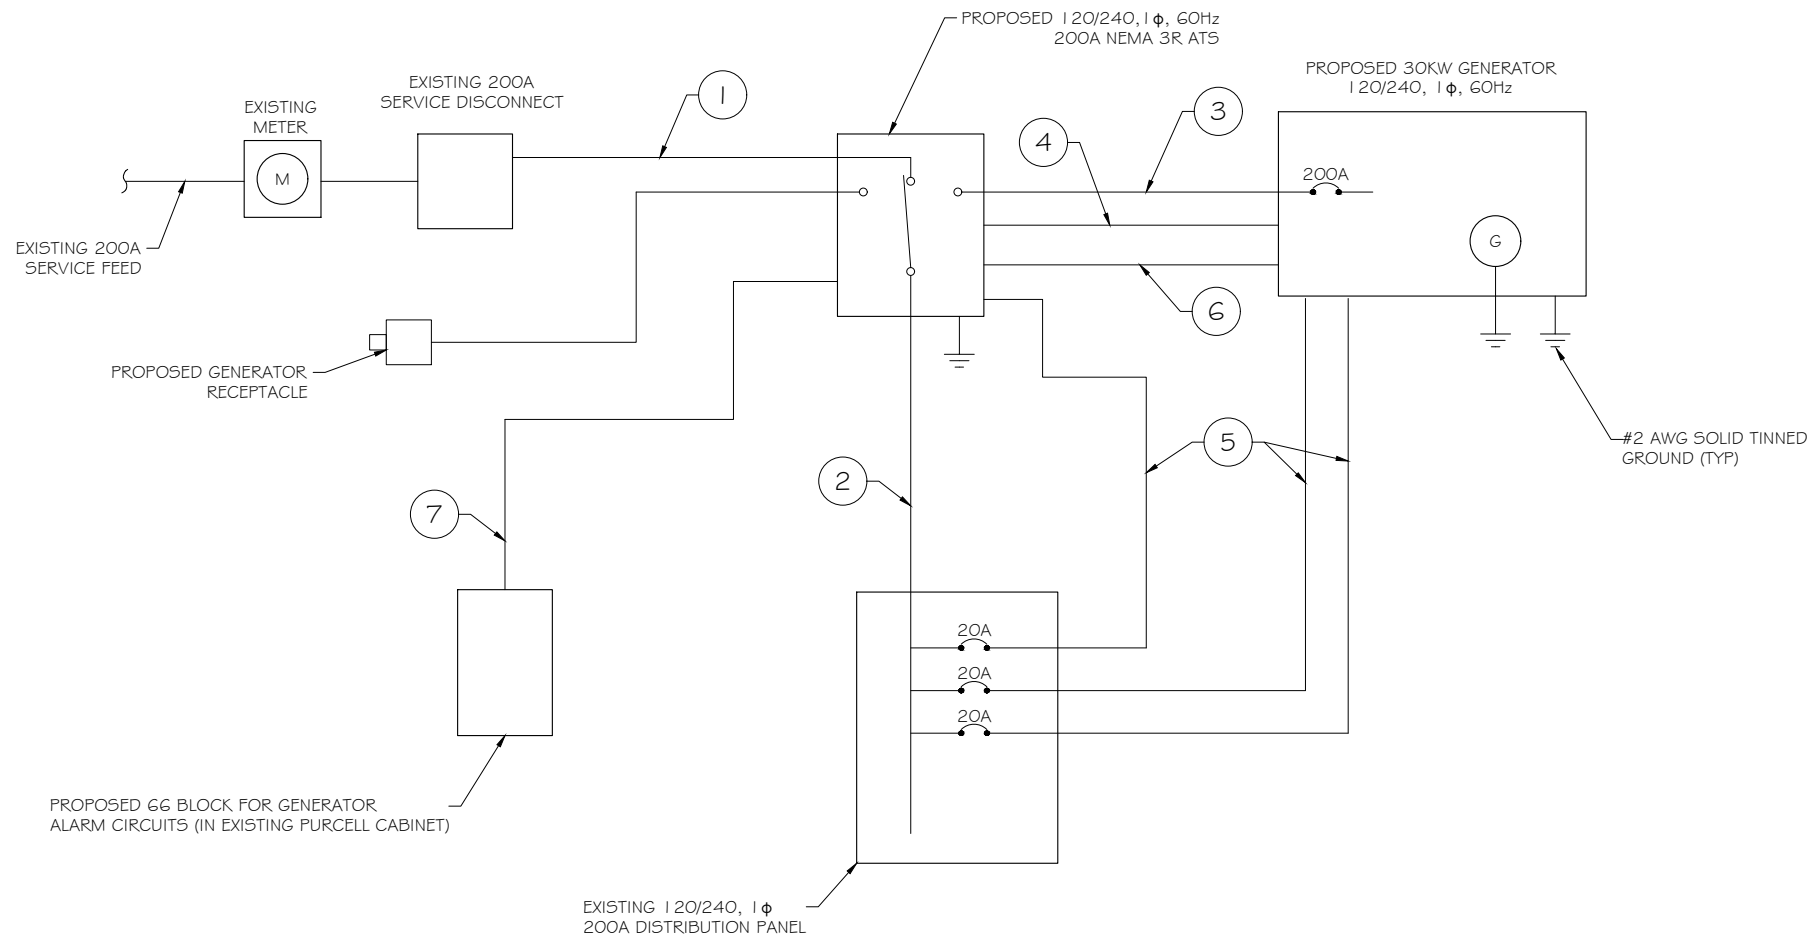 PROPOSED 120/240, 1ϕ, 60Hz
200A NEMA 3R ATS
PROPOSED 30KW GENERATOR
120/240, 1ϕ, 60Hz
EXISTING 200A
SERVICE DISCONNECT
1
EXISTING
METER
3
4
M
200A
G
EXISTING 200A
SERVICE FEED
6
PROPOSED GENERATOR
RECEPTACLE
5
#2 AWG SOLID TINNED
GROUND (TYP)
2
7
20A
20A
20A
PROPOSED 66 BLOCK FOR GENERATOR
ALARM CIRCUITS (IN EXISTING PURCELL CABINET)
EXISTING 120/240, 1ϕ
200A DISTRIBUTION PANEL